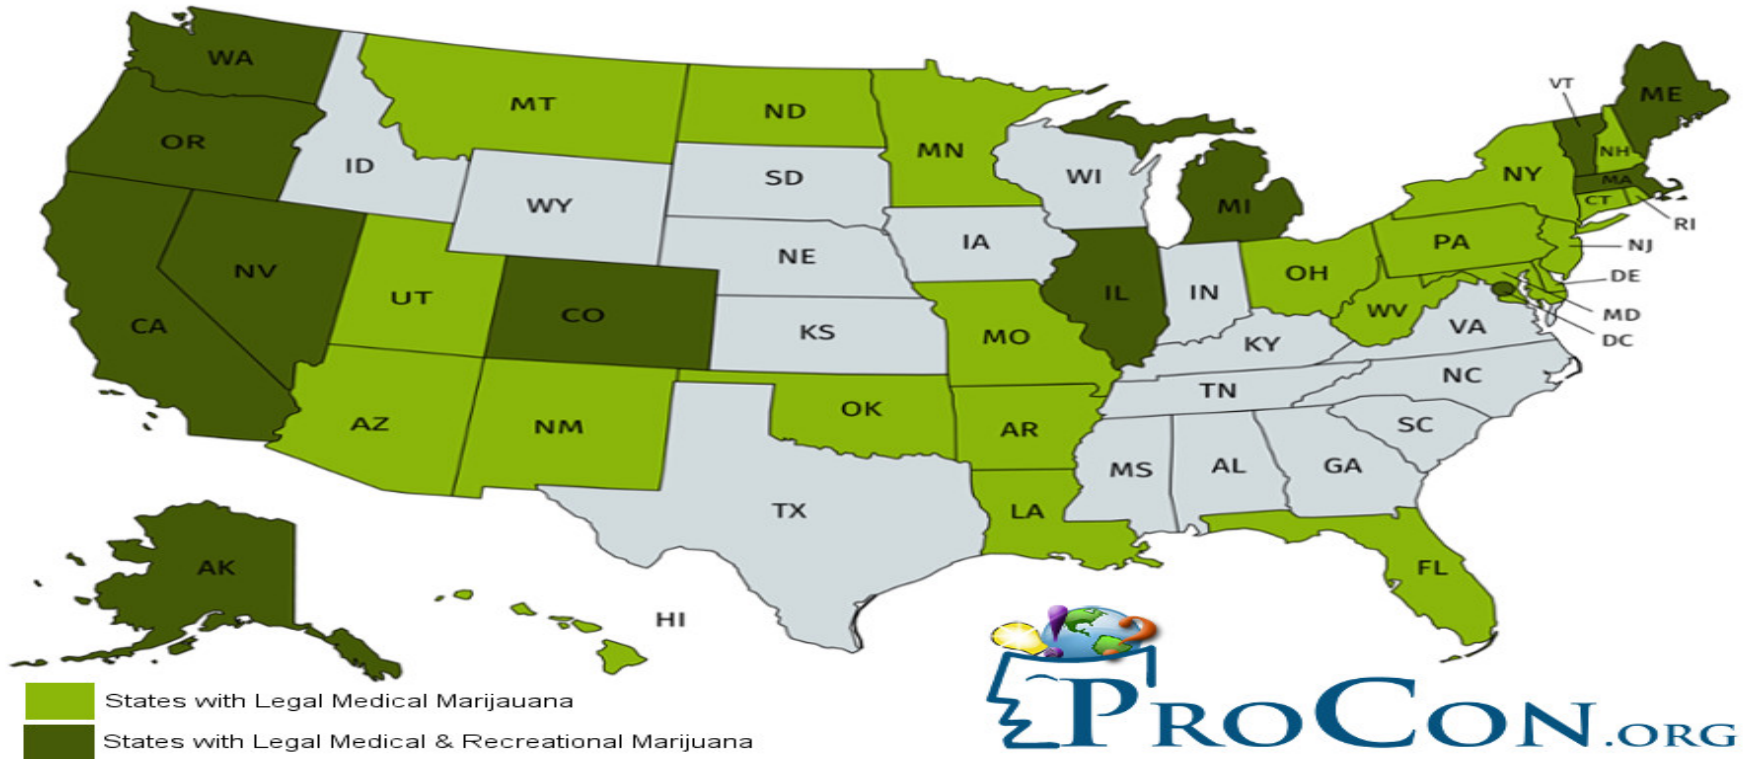 WA
MT
ND
MN
VT
ME
OR
ID
SD
WI
MI
NY
NH
MA
CT
RI
WY
NE
IA
PA
NJ
NV
UT
CO
IL
IN
OH
DE
CA
KS
MO
WV
VA
MD
DC
KY
TN
NC
AZ
NM
OK
AR
SC
MS
AL
GA
TX
LA
FL
AK
HI
States with Legal Medical Marijauana
States with Legal Medical & Recreational Marijuana
PROCON.ORG